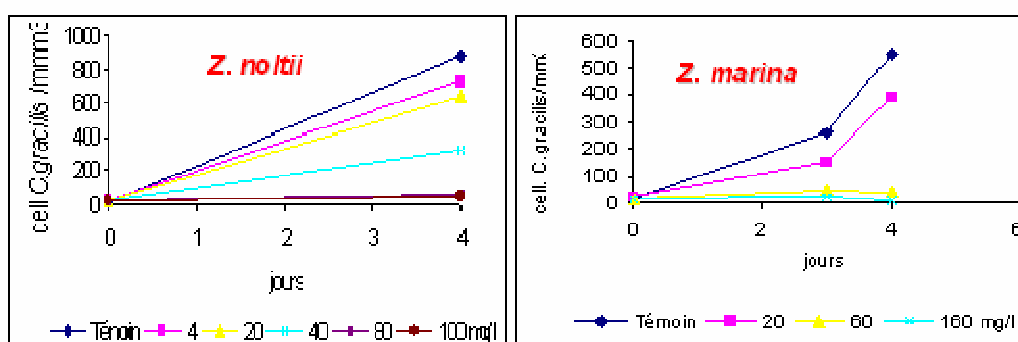 Z. noltii
cell C.gracilis /mmm3
1000
800
600
400
200
0
0 1 2 3 4
jours
Témoin 4 20 40 80 100mg/l
Z. marina
cell. C.gracilis/mm3
600
500
400
300
200
100
0
0 2 4 6
jours
Témoin 20 60 160 mg/l